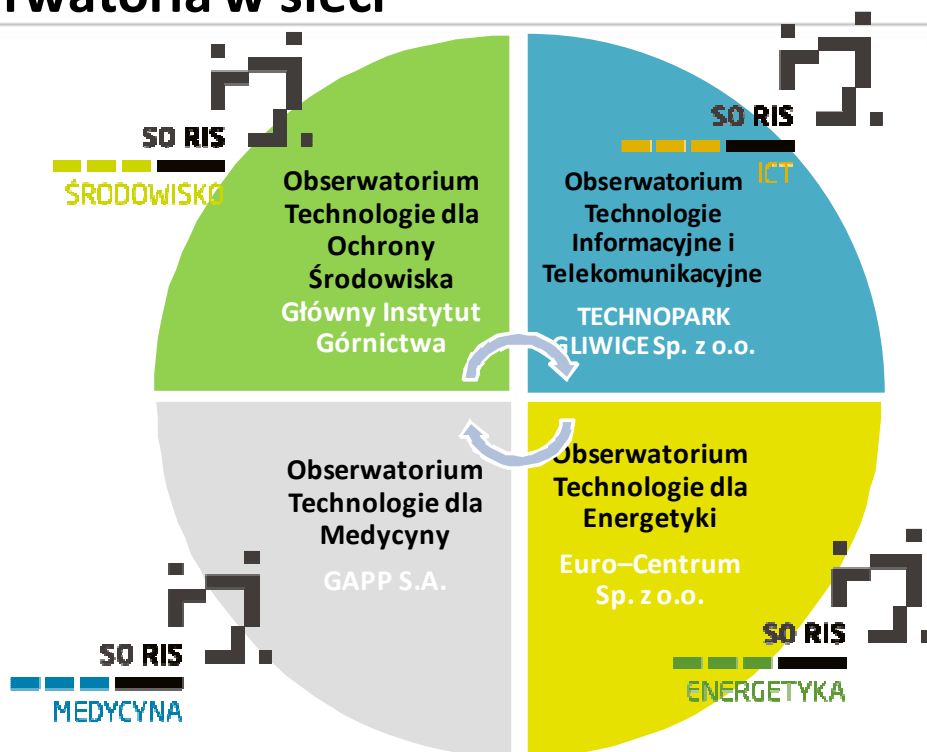 w sieci
SO RIS
ŚRODOWISKO
Obserwatorium
Technologie dla
Ochrony
Środowiska
Główny Instytut
Górnictwa
SO RIS
ICT
Obserwatorium
Technologie
Informacyjne i
Telekomunikacyjne
TECHNOPARK
GLIWICE Sp. z o.o.
Obserwatorium
Technologie dla
Medycyny
GAPP S.A.
SO RIS
MEDYCYNA
Obserwatorium
Technologie dla
Energetyki
Euro–Centrum
Sp. z o.o.
SO RIS
ENERGETYKA